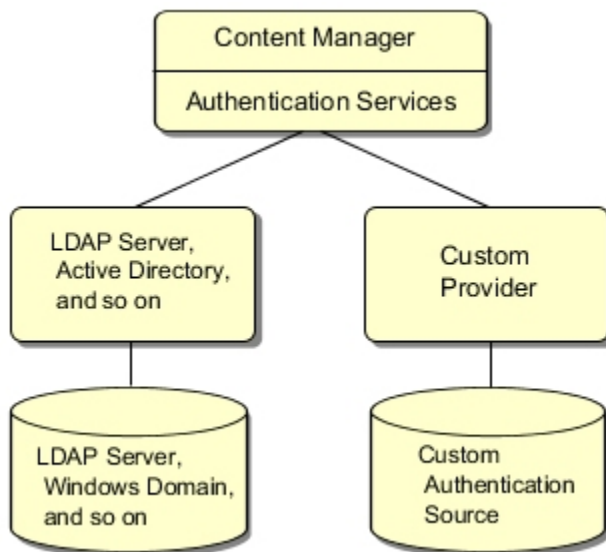 Content Manager
Authentication Services
LDAP Server,
Active Directory,
and so on
Custom
Provider
LDAP Server,
Windows Domain,
and so on
Custom
Authentication
Source